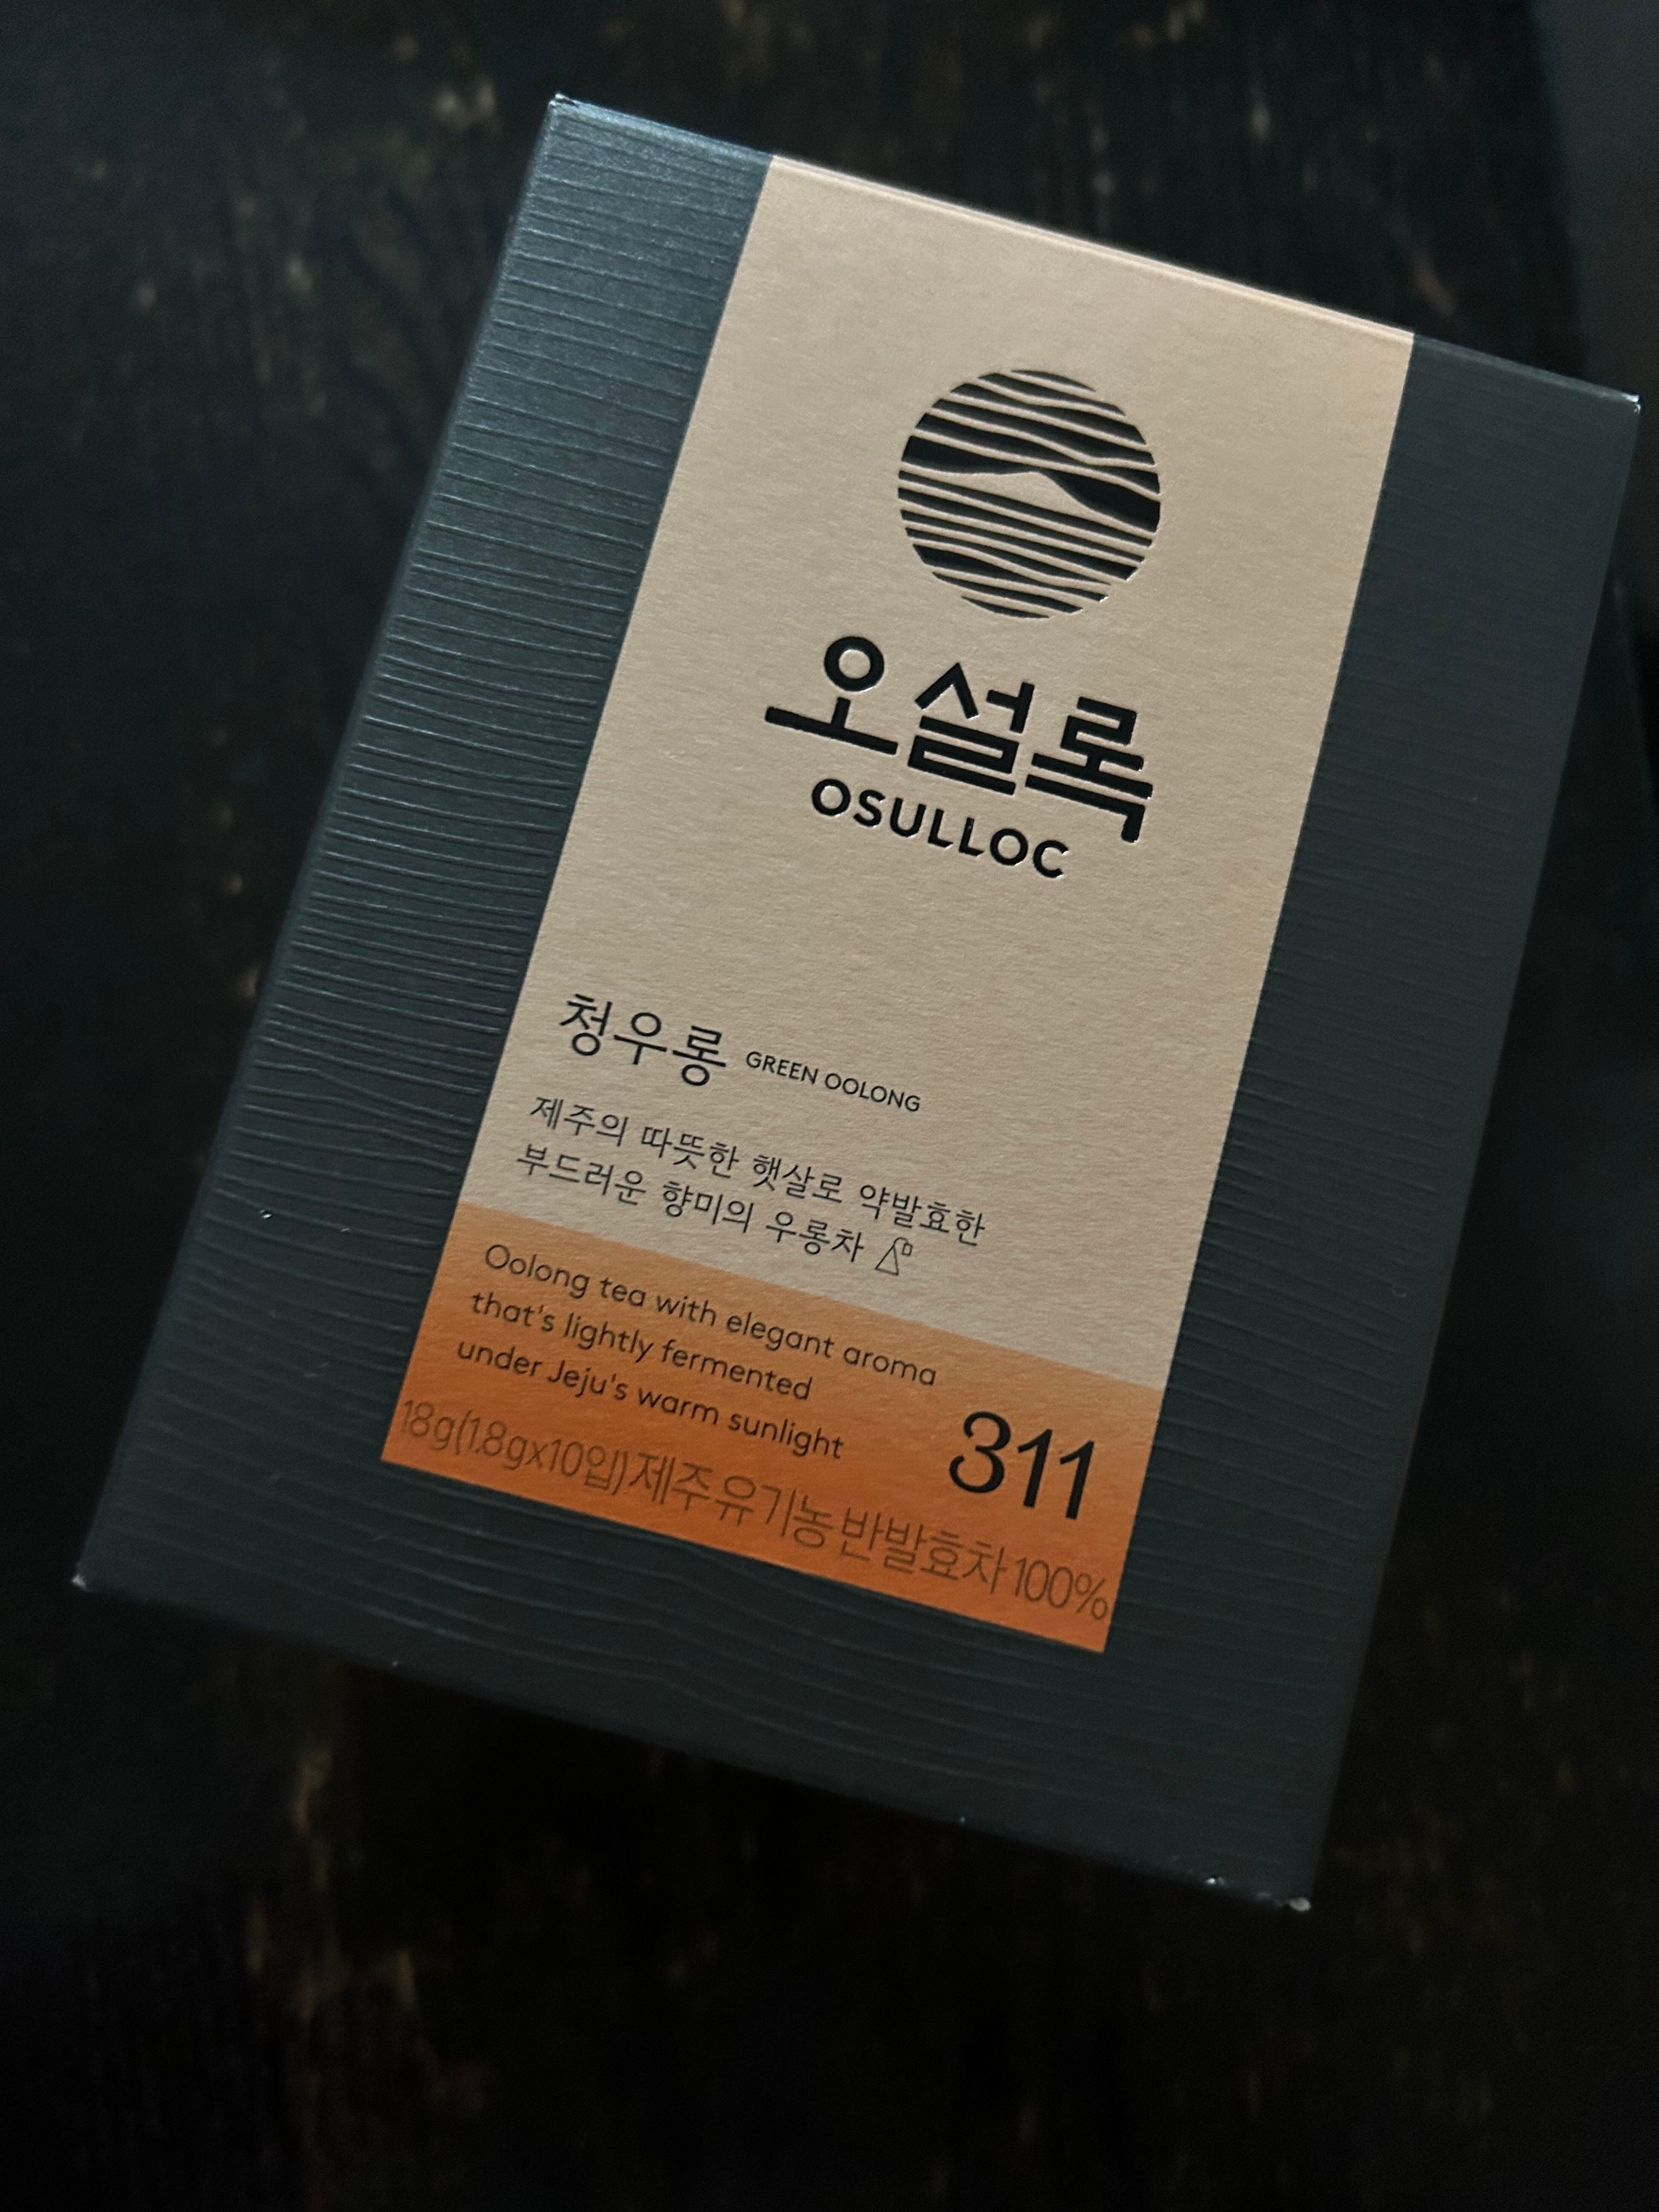 오설록
OSULLOC
청우롱 GREEN OOLONG
제주의 따뜻한 햇살로 약발효한
부드러운 향미의 우롱차
Oolong tea with elegant aroma
that's lightly fermented
under Jeju's warm sunlight
311
18g(1.8gx10입)제주유기농반발효차100%